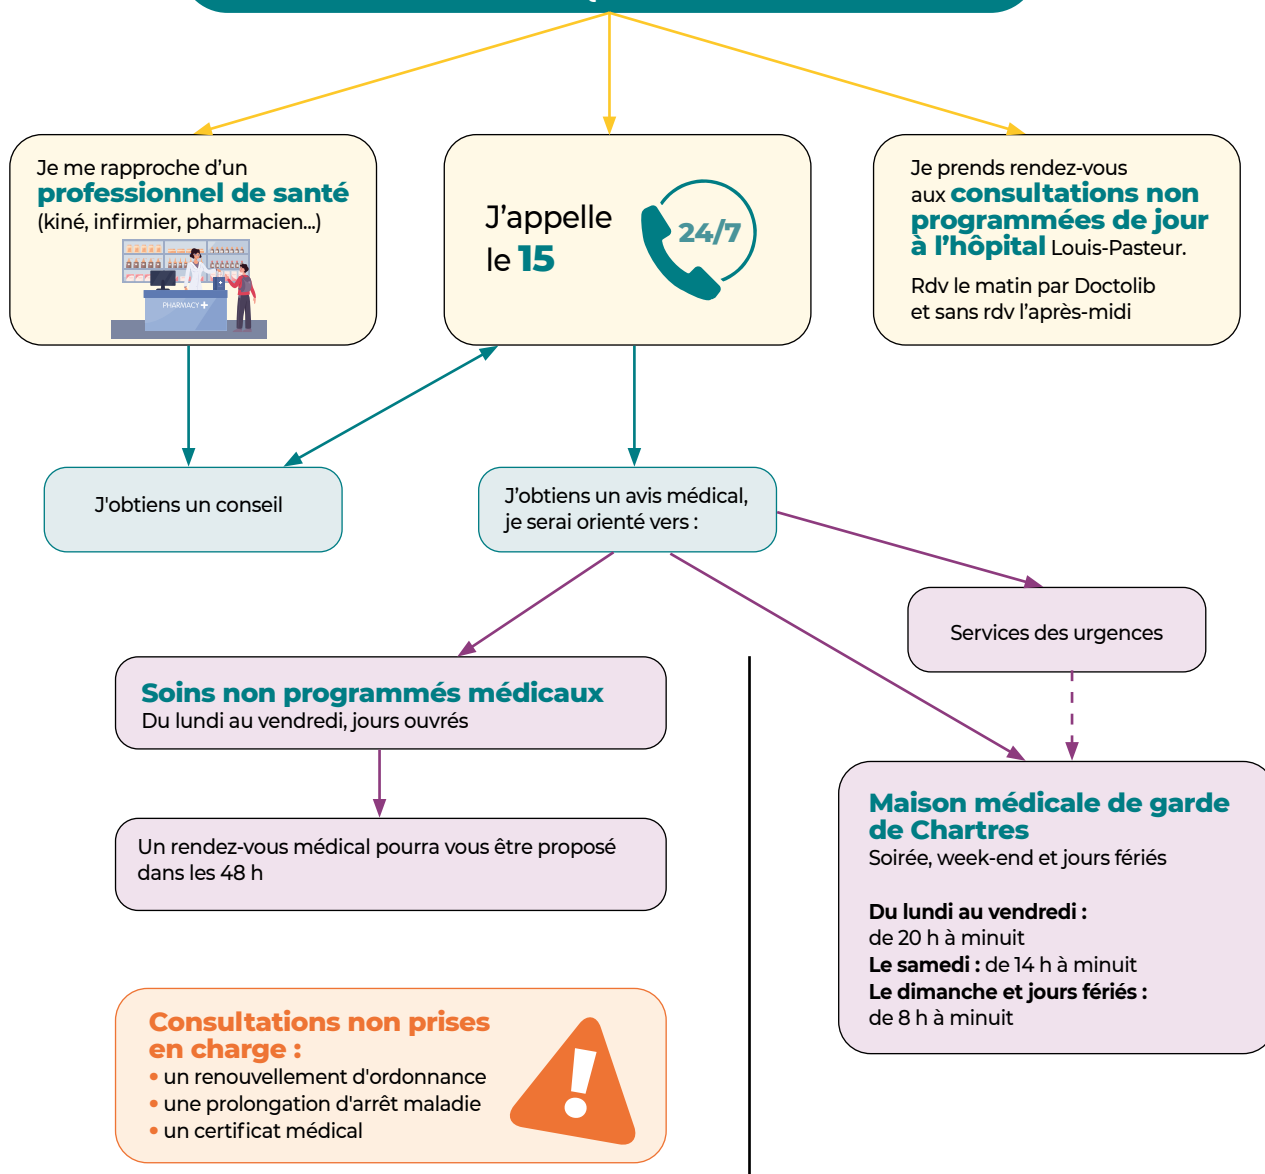 Je me rapproche d’un
professionnel de santé
(kiné, infirmier, pharmacien...)
PHARMACY
J’appelle
le 15
24/7
Je prends rendez-vous
aux consultations non
programmées de jour
à l’hôpital Louis-Pasteur.
Rdv le matin par Doctolib
et sans rdv l’après-midi
J'obtiens un conseil
J’obtiens un avis médical,
je serai orienté vers :
Services des urgences
Soins non programmés médicaux
Du lundi au vendredi, jours ouvrés
Un rendez-vous médical pourra vous être proposé
dans les 48 h
Maison médicale de garde
de Chartres
Soirée, week-end et jours fériés
Du lundi au vendredi :
de 20 h à minuit
Le samedi : de 14 h à minuit
Le dimanche et jours fériés :
de 8 h à minuit
Consultations non prises
en charge :
• un renouvellement d'ordonnance
• une prolongation d'arrêt maladie
• un certificat médical